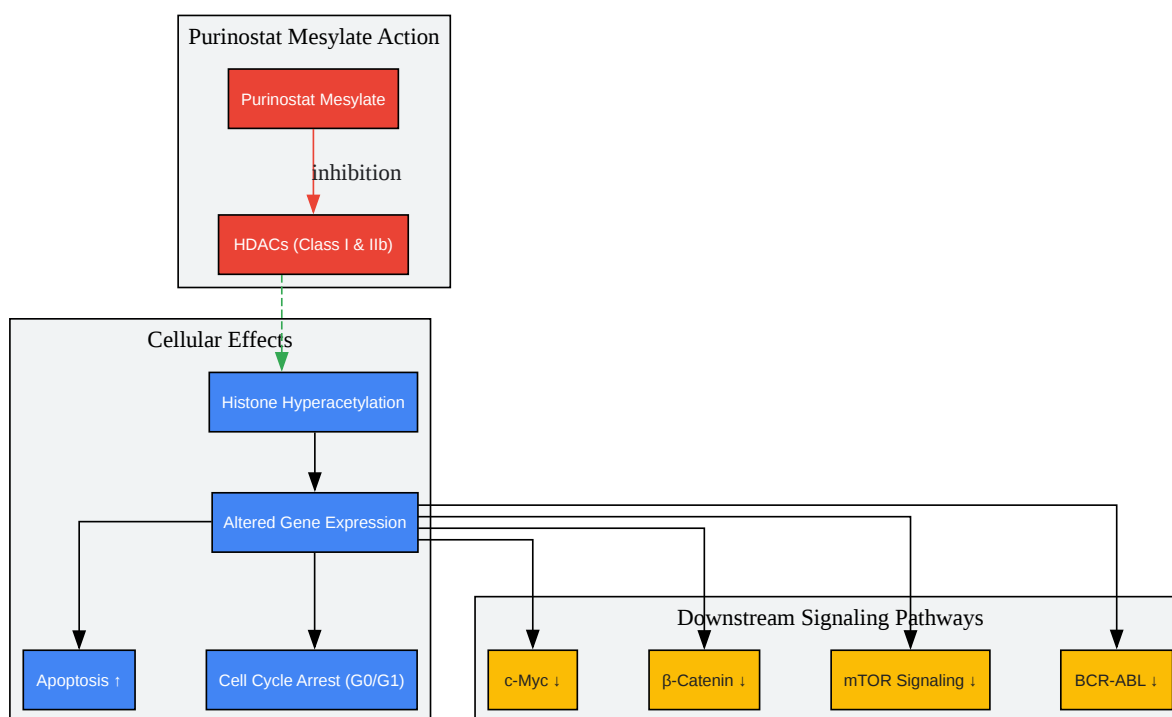 Purinostat Mesylate Action
Purinostat Mesylate
inhibition
HDACs (Class I & IIb)
Cellular Effects
Histone Hyperacetylation
Altered Gene Expression
Downstream Signaling Pathways
Apoptosis ↑
Cell Cycle Arrest (G0/G1)
c-Myc ↓
β-Catenin ↓
mTOR Signaling ↓
BCR-ABL ↓